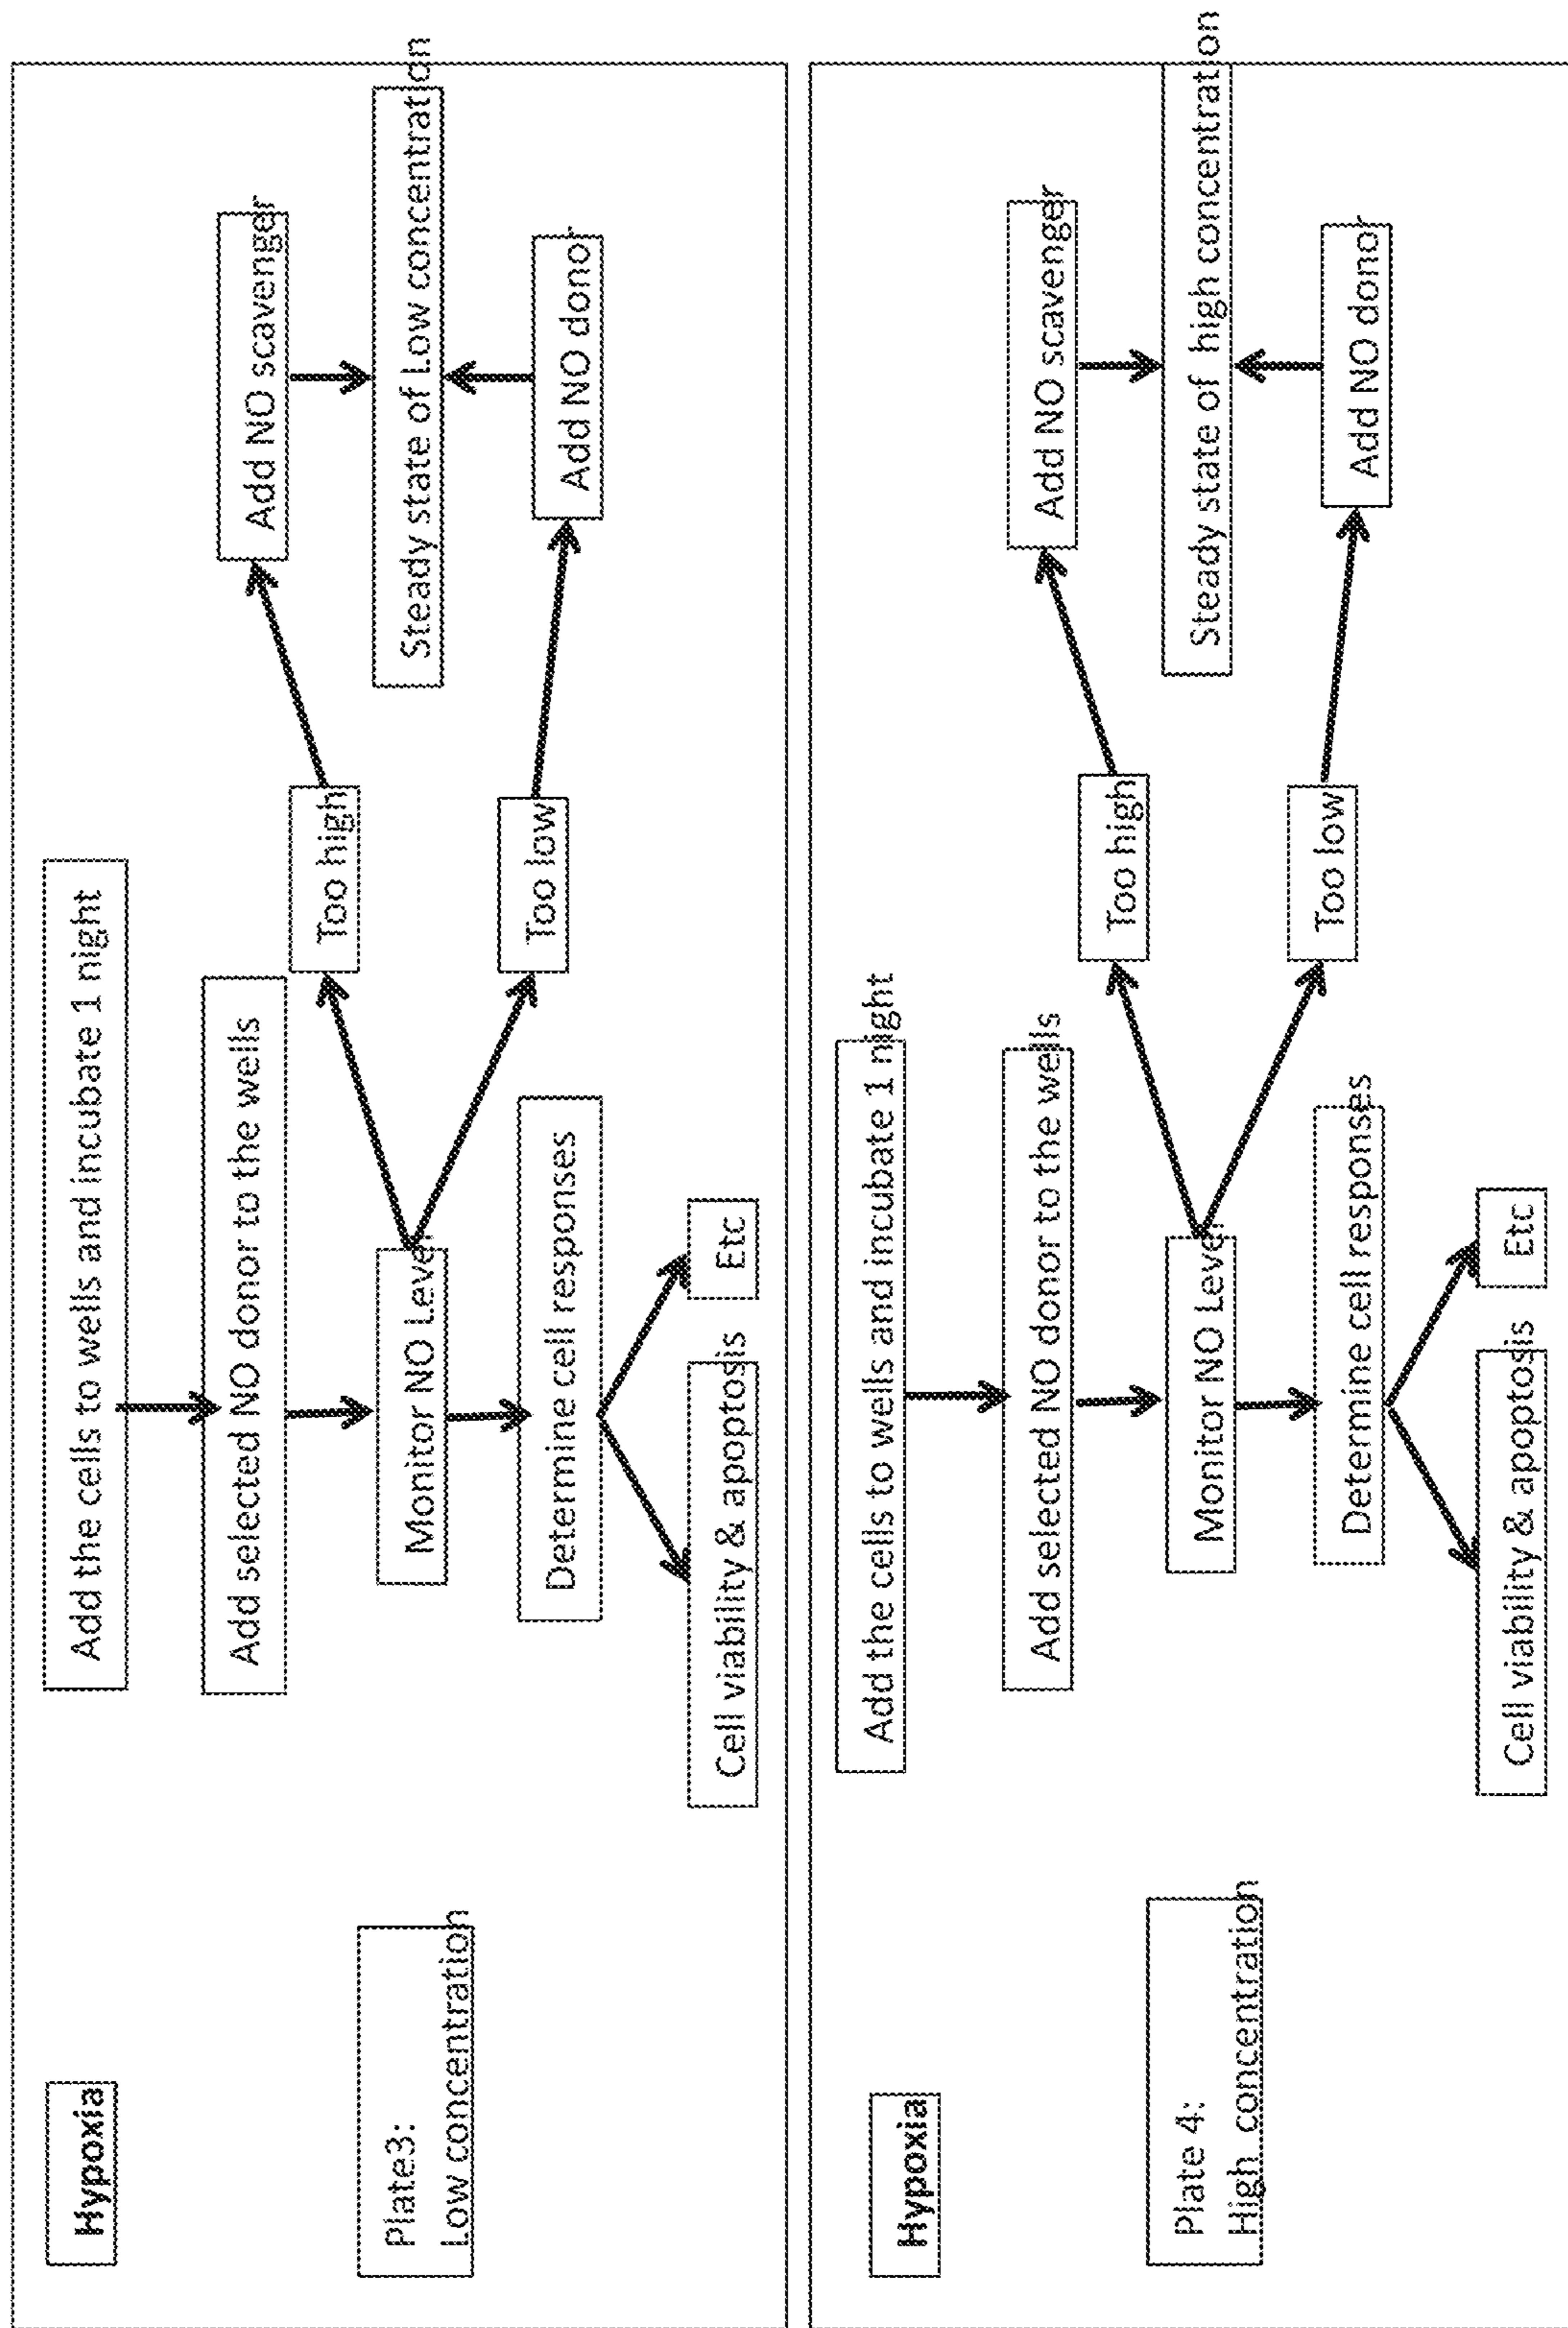 Hypoxia
Add the cells to wells and incubate 1 night
Add selected NO donor to the wells
Plate3:
Low concentration
Monitor NO Level
Too high
Too low
Add NO scavenger
Steady state of Low concentration
Add NO donor
Determine cell responses
Cell viability & apoptosis
Etc
Hypoxia
Add the cells to wells and incubate 1 night
Add selected NO donor to the wells
Plate 4:
High concentration
Monitor NO Level
Too high
Too low
Add NO scavenger
Steady state of high concentration
Add NO donor
Determine cell responses
Cell viability & apoptosis
Etc